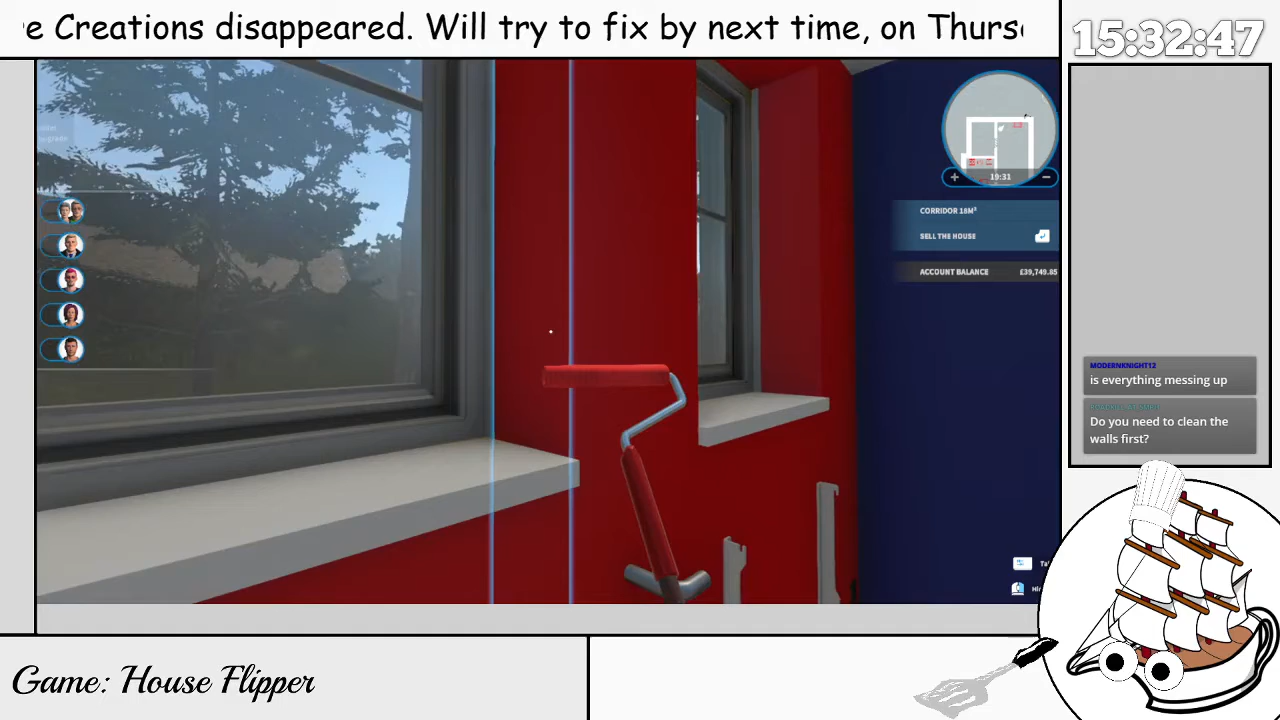 e Creations disappeared. Will try to fix by next time, on Thurs
15:32:47
19:31
CORRIDOR 18M²
SELL THE HOUSE
ACCOUNT BALANCE £39,749.85
MODERNKNIGHT12
is everything messing up
Do you need to clean the
walls first?
Game: House Flipper